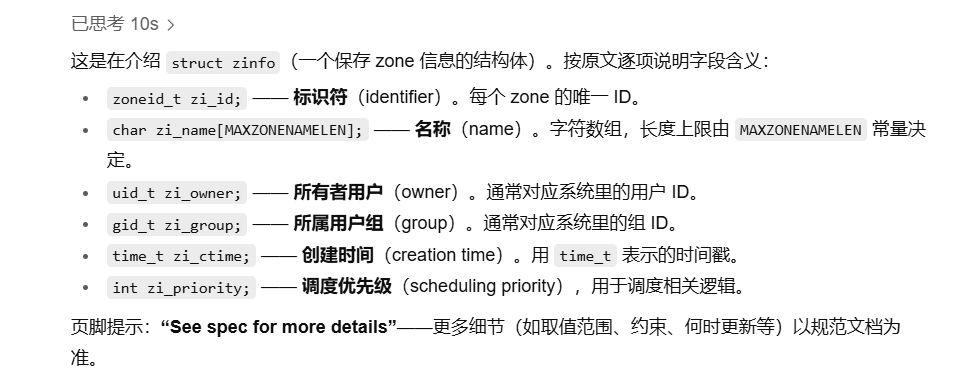 已思考 10s >
这是在介绍 struct zinfo（一个保存 zone 信息的结构体）。按原文逐项说明字段含义：
• zoneid_t zi_id; —— 标识符（identifier）。每个 zone 的唯一 ID。
• char zi_name[MAXZONENAMELEN]; —— 名称（name）。字符数组，长度上限由 MAXZONENAMELEN 常量决
定。
• uid_t zi_owner; —— 所有者用户（owner）。通常对应系统里的用户 ID。
• gid_t zi_group; —— 所属用户组（group）。通常对应系统里的组 ID。
• time_t zi_ctime; —— 创建时间（creation time）。用 time_t 表示的时间戳。
• int zi_priority; —— 调度优先级（scheduling priority），用于调度相关逻辑。
页脚提示：“See spec for more details”——更多细节（如取值范围、约束、何时更新等）以规范文档为
准。